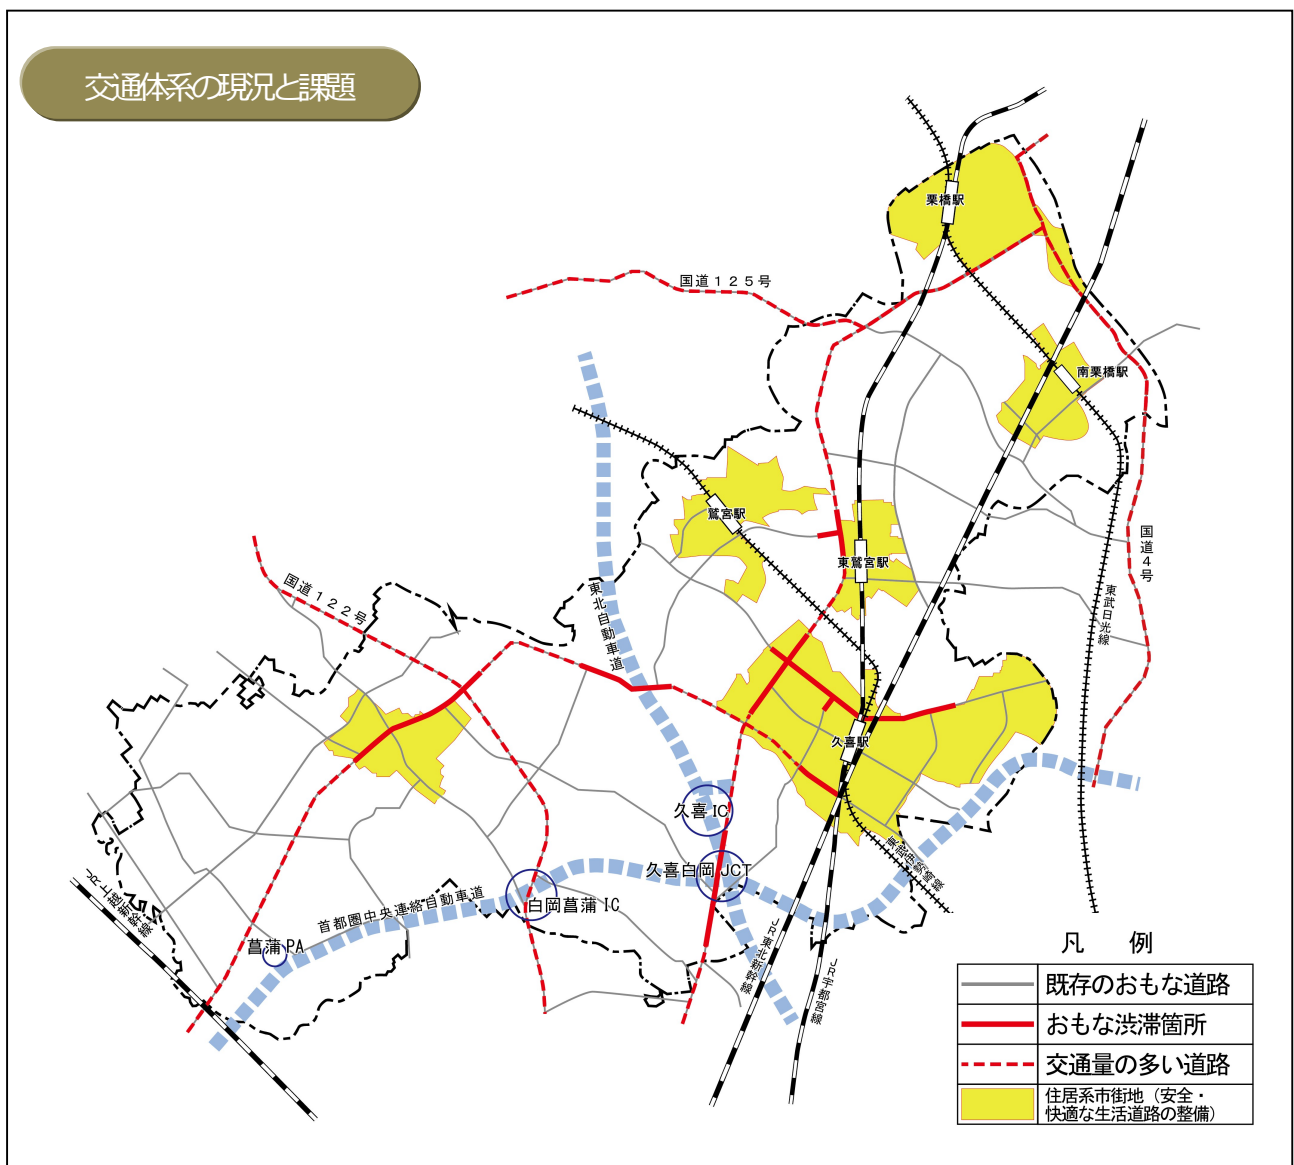 交通体系の現況と課題
栗橋駅
国道１２５号
南栗橋駅
鷲宮駅
国道４号
東鷲宮駅
国道１２２号
東北自動車道
東武日光線
久喜駅
久喜IC
久喜白岡JCT
東武伊勢崎線
JR上越新幹線
首都圏中央連絡自動車道
白岡菖蒲IC
菖蒲PA
JR東北新幹線
JR宇都宮線
凡　例
既存のおもな道路
おもな渋滞箇所
交通量の多い道路
住居系市街地（安全・
快適な生活道路の整備）